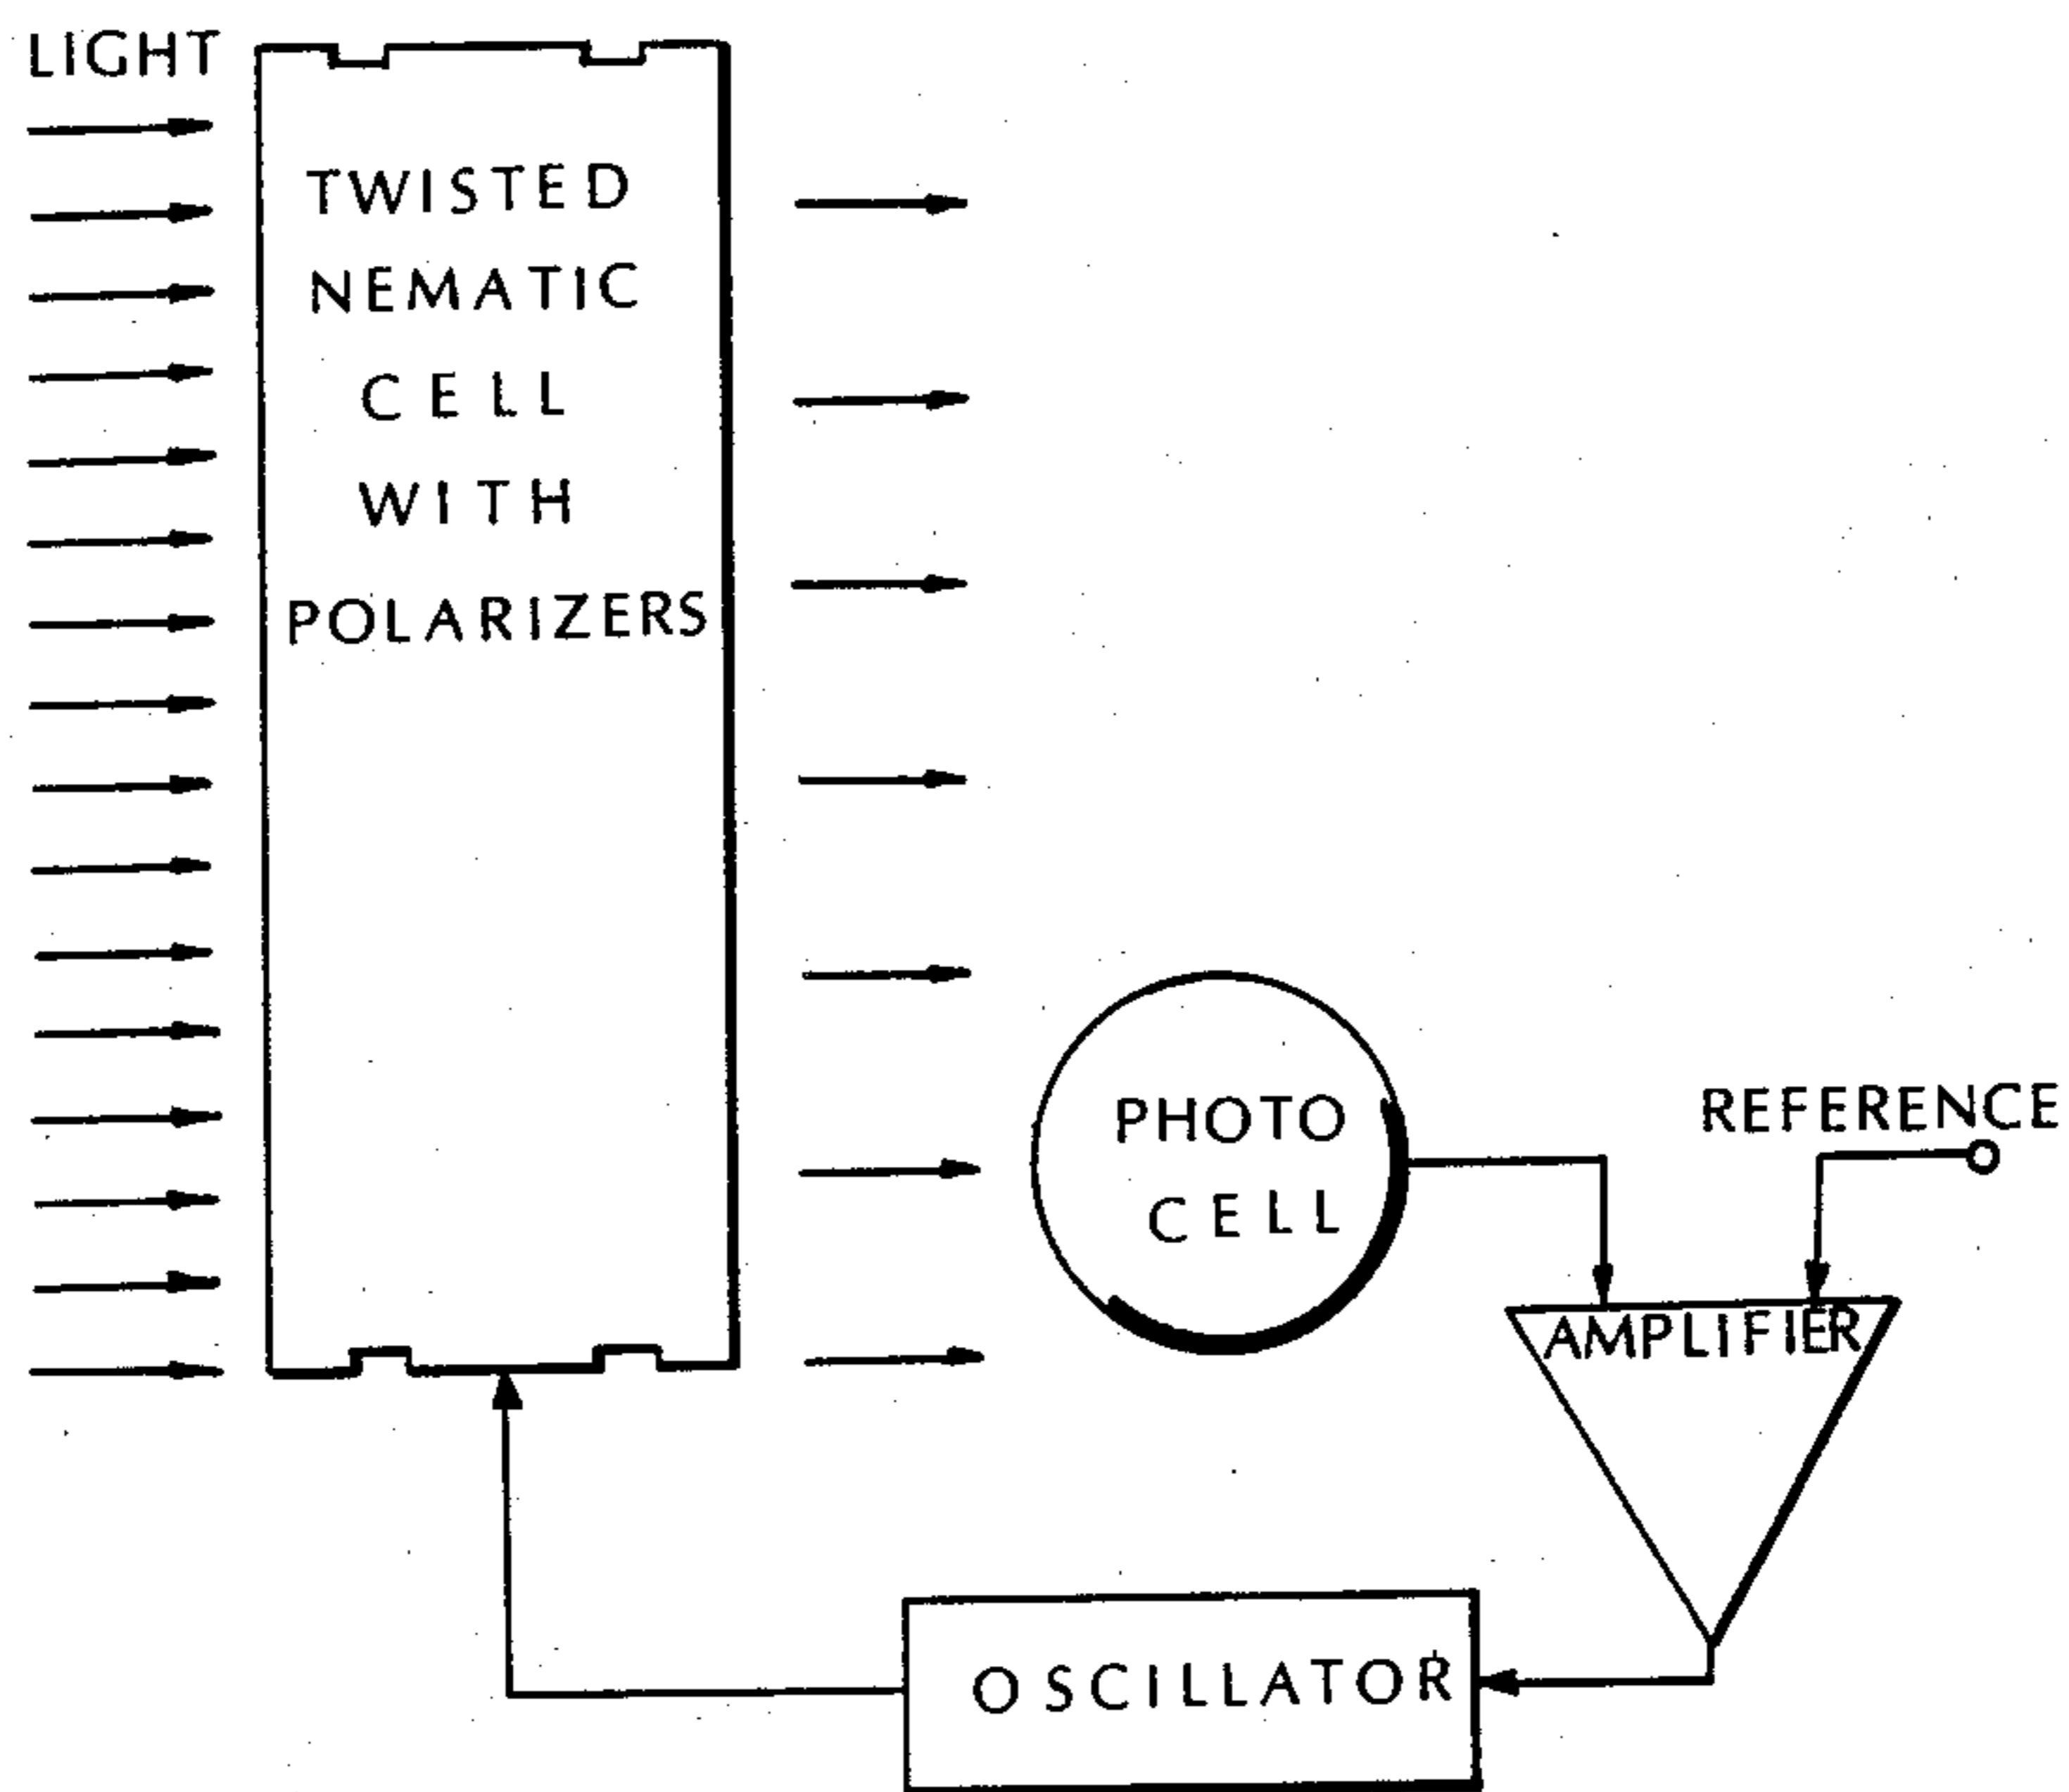 LIGHT
TWISTED
NEMATIC
CELL
WITH
POLARIZERS
PHOTO
CELL
REFERENCE
AMPLIFIER
OSCILLATOR